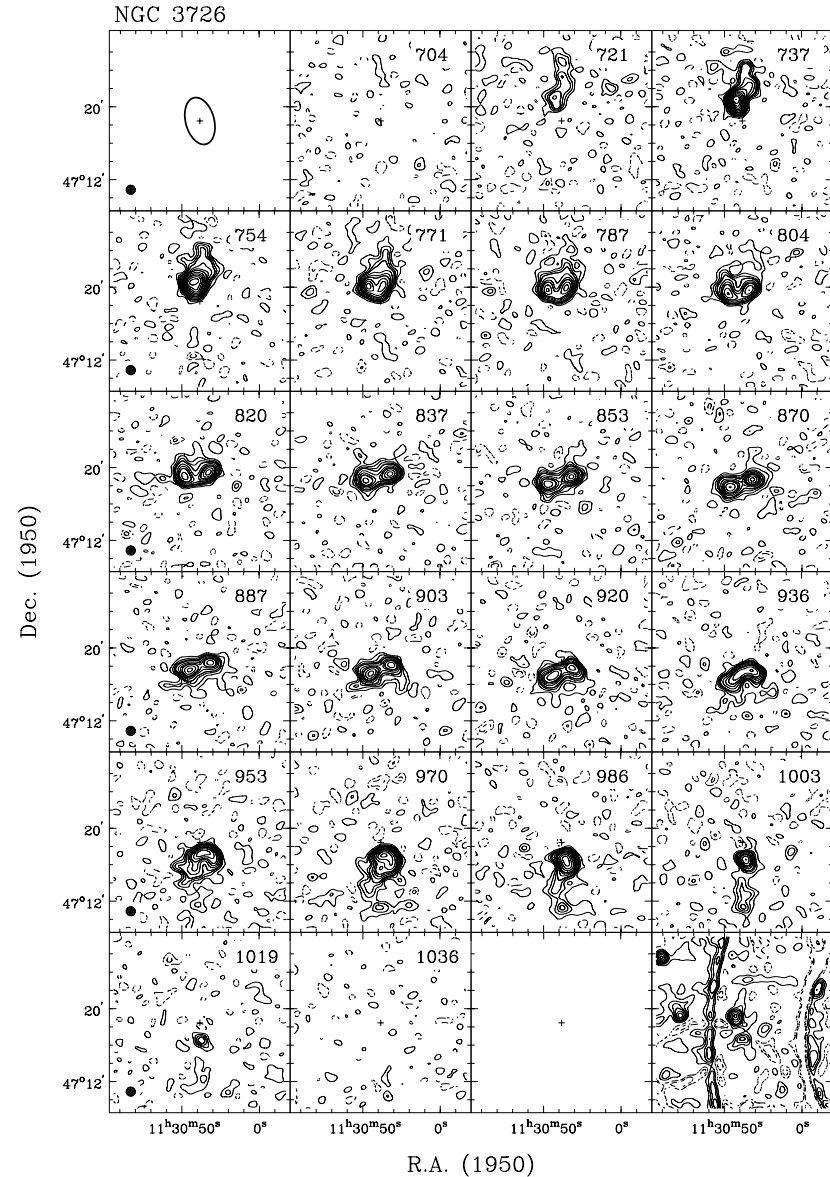 NGC 3726
704 721 737
20′
47°12′
754 771 787 804
20′
47°12′
820 837 853 870
20′
47°12′
Dec. (1950)
887 903 920 936
20′
47°12′
953 970 986 1003
20′
47°12′
1019 1036
20′
47°12′
11ʰ30ᵐ50ˢ 0ˢ 11ʰ30ᵐ50ˢ 0ˢ 11ʰ30ᵐ50ˢ 0ˢ 11ʰ30ᵐ50ˢ 0ˢ
R.A. (1950)